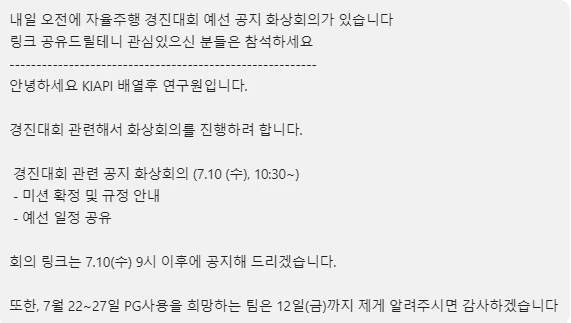 내일 오전에 자율주행 경진대회 예선 공지 화상회의가 있습니다
링크 공유드릴테니 관심있으신 분들은 참석하세요
----------------------------------------------------------
안녕하세요 KIAPI 배열후 연구원입니다.
경진대회 관련해서 화상회의를 진행하려 합니다.
경진대회 관련 공지 화상회의 (7.10 (수), 10:30~)
- 미션 확정 및 규정 안내
- 예선 일정 공유
회의 링크는 7.10(수) 9시 이후에 공지해 드리겠습니다.
또한, 7월 22~27일 PG사용을 희망하는 팀은 12일(금)까지 제게 알려주시면 감사하겠습니다